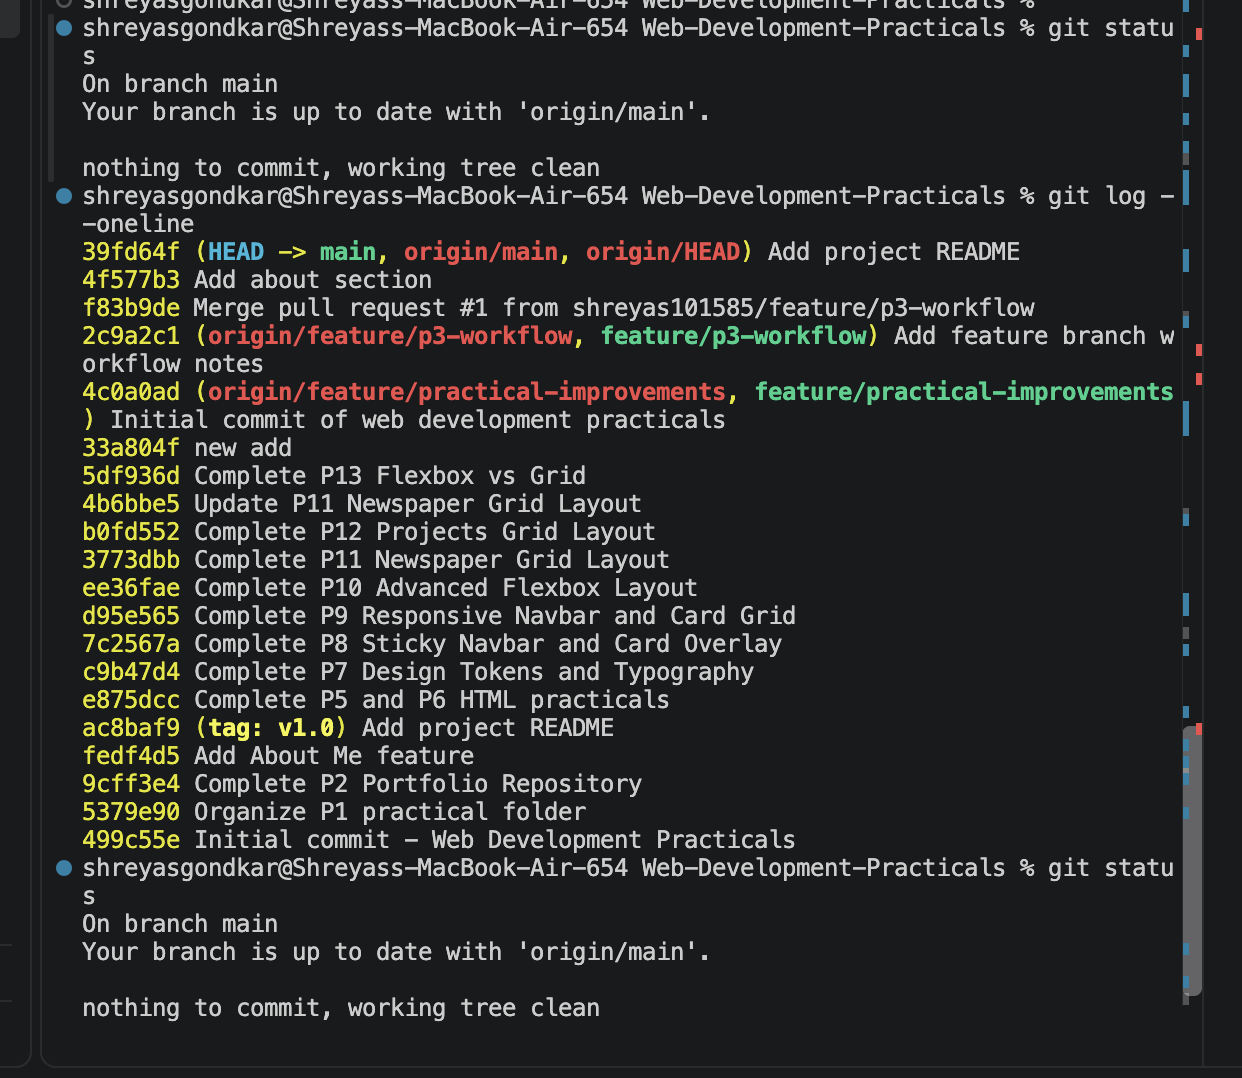 shreyasgondkar@Shreyass-MacBook-Air-654 Web-Development-Practicals %
shreyasgondkar@Shreyass-MacBook-Air-654 Web-Development-Practicals % git statu
s
On branch main
Your branch is up to date with 'origin/main'.
nothing to commit, working tree clean
shreyasgondkar@Shreyass-MacBook-Air-654 Web-Development-Practicals % git log -
-oneline
39fd64f (HEAD -> main, origin/main, origin/HEAD) Add project README
4f577b3 Add about section
f83b9de Merge pull request #1 from shreyas101585/feature/p3-workflow
2c9a2c1 (origin/feature/p3-workflow, feature/p3-workflow) Add feature branch w
orkflow notes
4c0a0ad (origin/feature/practical-improvements, feature/practical-improvements
) Initial commit of web development practicals
33a804f new add
5df936d Complete P13 Flexbox vs Grid
4b6bbe5 Update P11 Newspaper Grid Layout
b0fd552 Complete P12 Projects Grid Layout
3773dbb Complete P11 Newspaper Grid Layout
ee36fae Complete P10 Advanced Flexbox Layout
d95e565 Complete P9 Responsive Navbar and Card Grid
7c2567a Complete P8 Sticky Navbar and Card Overlay
c9b47d4 Complete P7 Design Tokens and Typography
e875dcc Complete P5 and P6 HTML practicals
ac8baf9 (tag: v1.0) Add project README
fedf4d5 Add About Me feature
9cff3e4 Complete P2 Portfolio Repository
5379e90 Organize P1 practical folder
499c55e Initial commit - Web Development Practicals
shreyasgondkar@Shreyass-MacBook-Air-654 Web-Development-Practicals % git statu
s
On branch main
Your branch is up to date with 'origin/main'.
nothing to commit, working tree clean